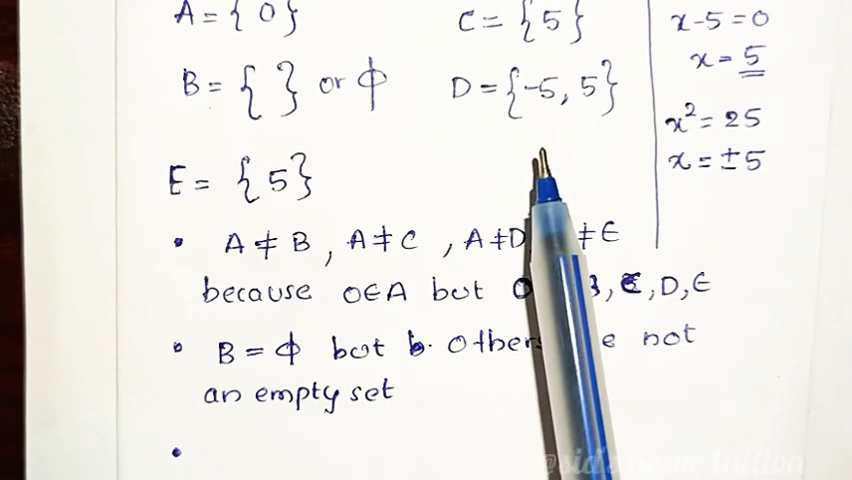 A = { 0 }
C = { 5 }
x-5 = 0
x = 5
B = { } or ϕ
D = {-5, 5}
x² = 25
x = ±5
E = { 5 }
• A ≠ B , A ≠ C , A ≠ D ≠ E
because 0∈A but 0 B, C, D, E
• B = ϕ but others not
an empty set
•